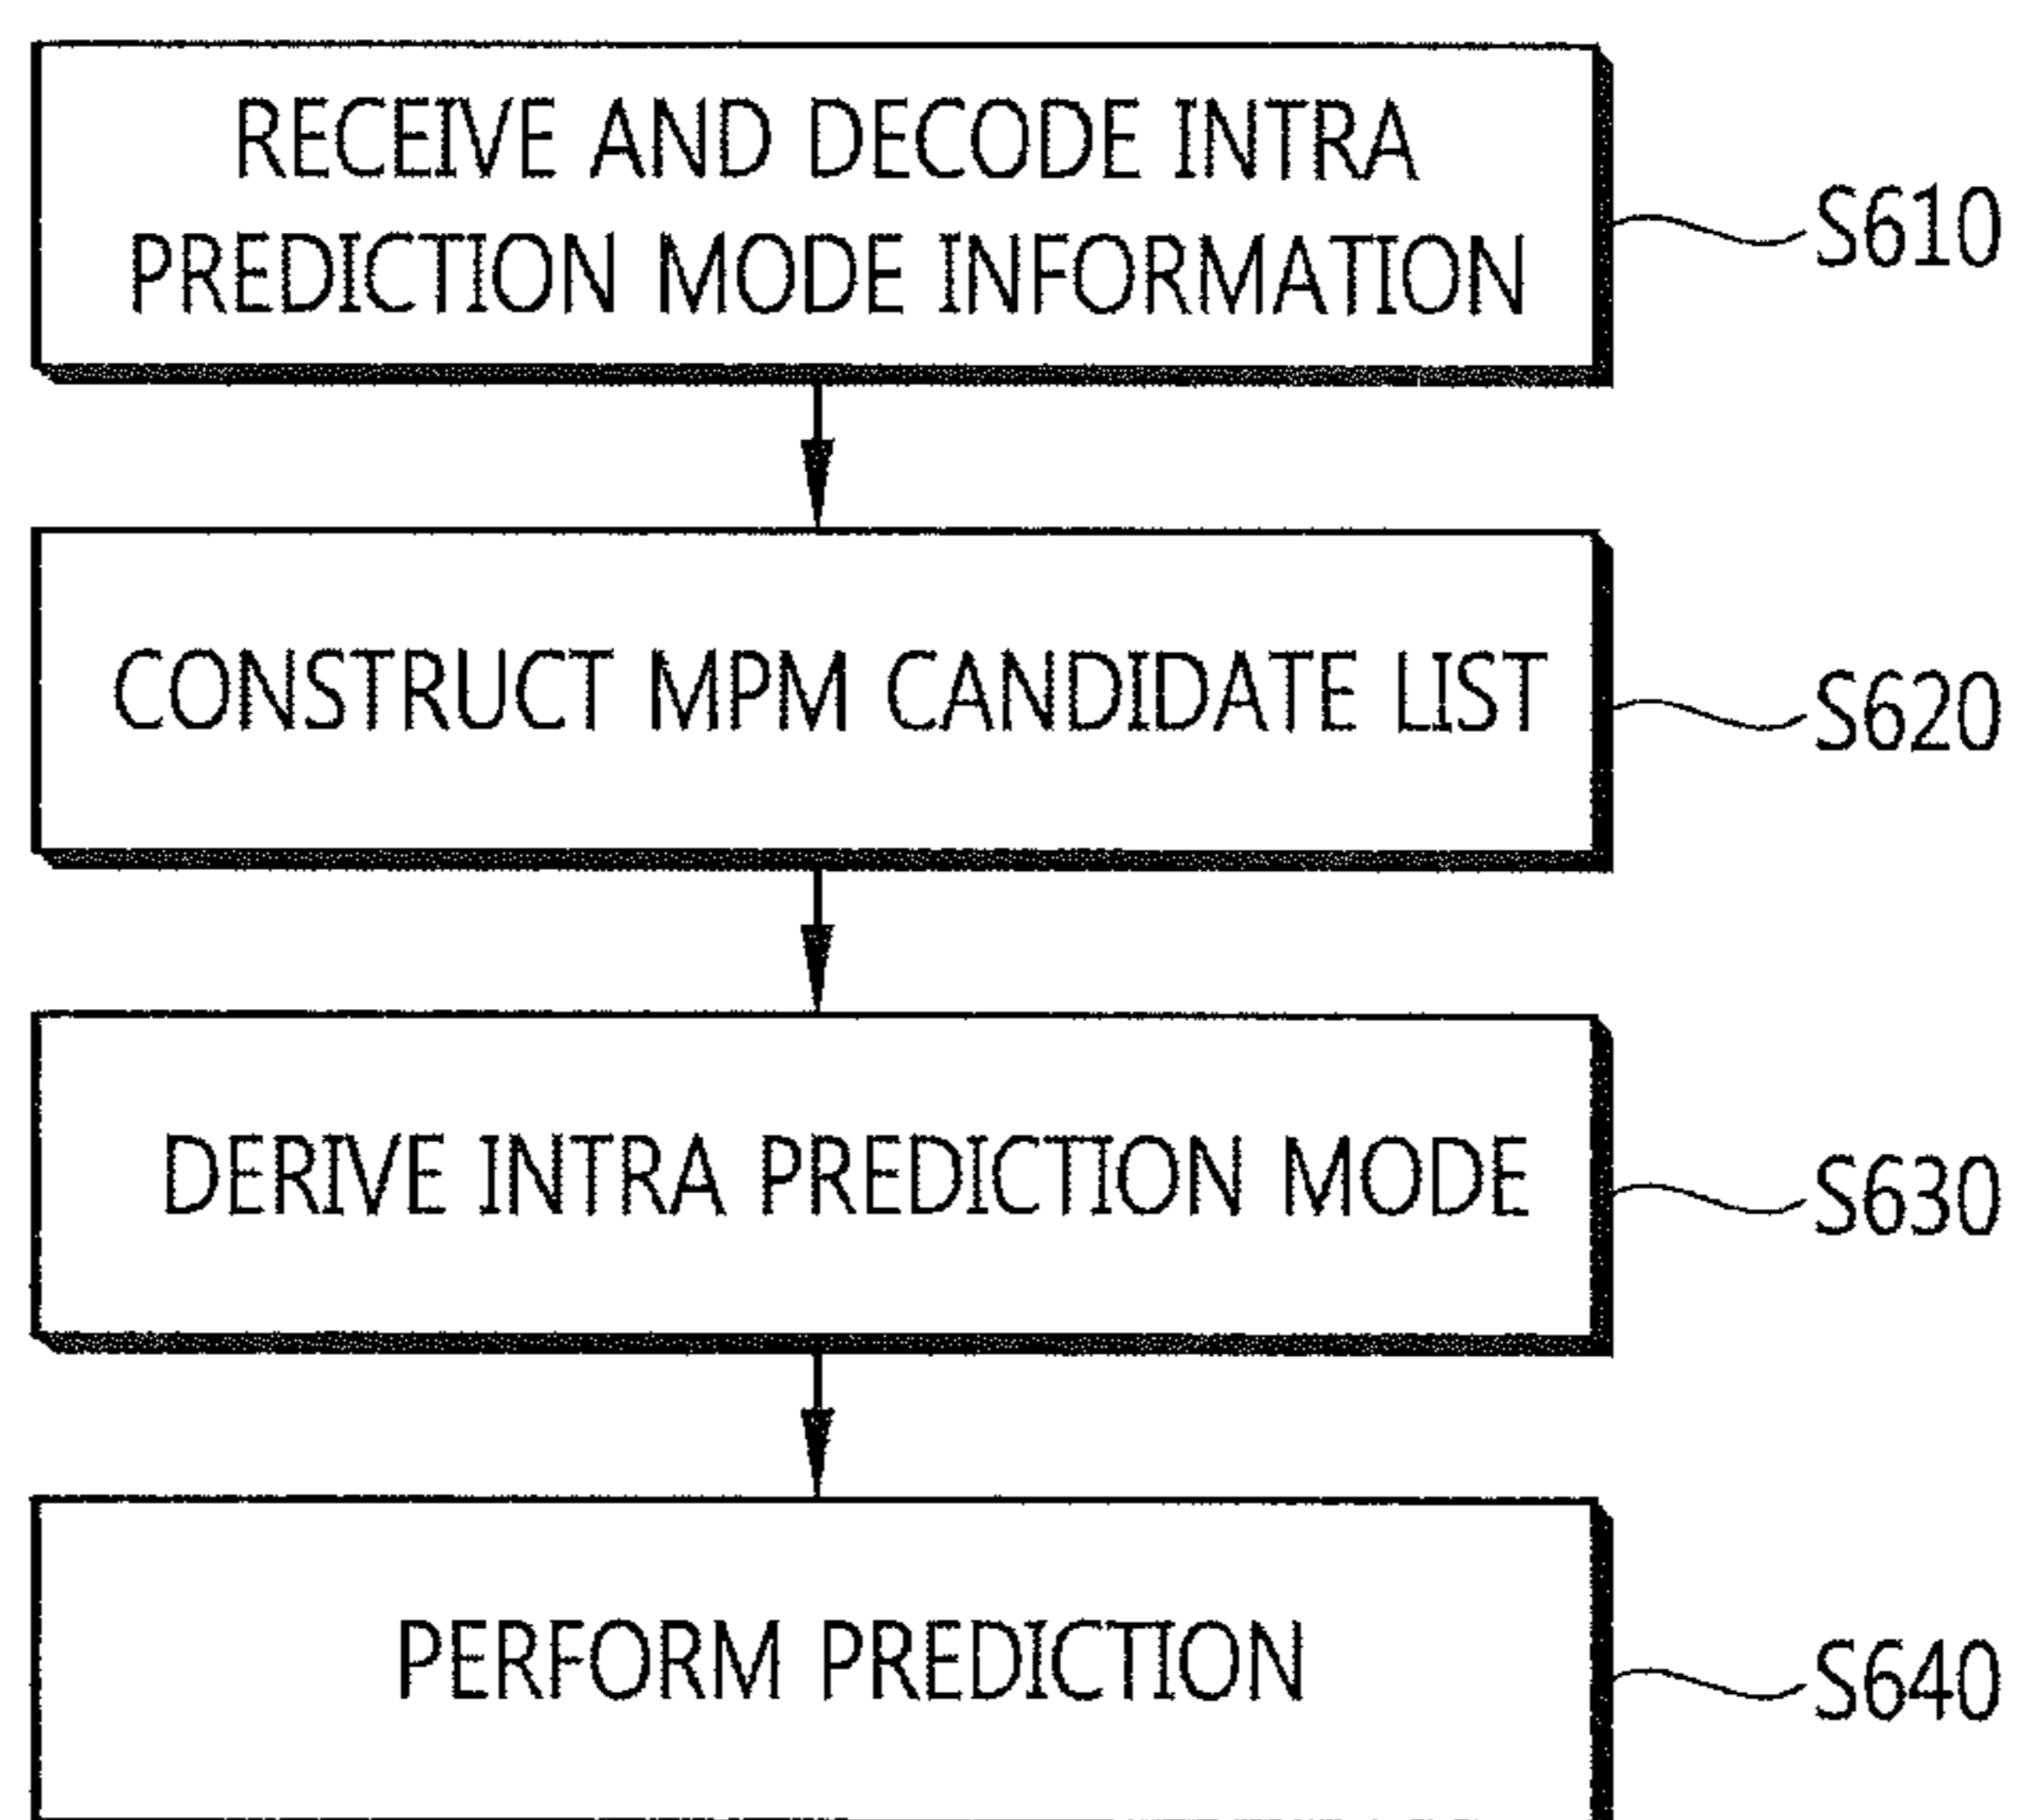 RECEIVE AND DECODE INTRA
PREDICTION MODE INFORMATION
S610
CONSTRUCT MPM CANDIDATE LIST
S620
DERIVE INTRA PREDICTION MODE
S630
PERFORM PREDICTION
S640